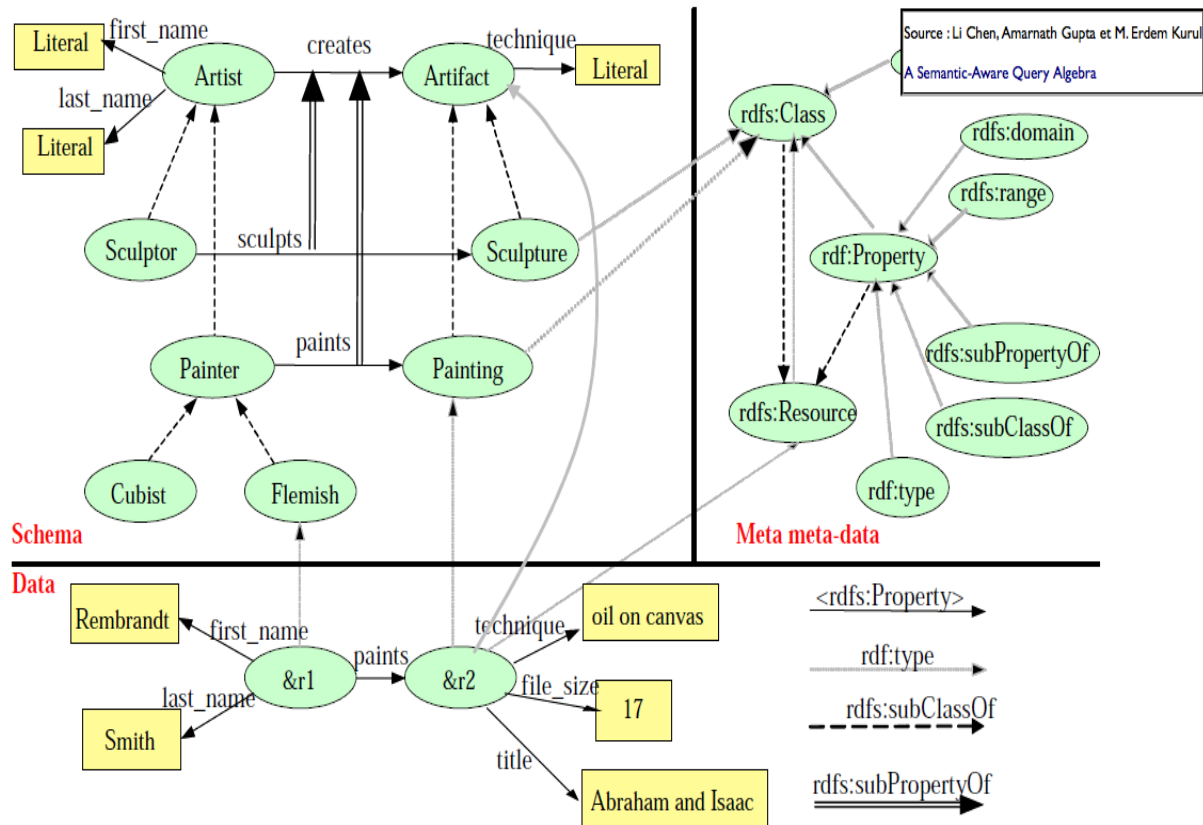 Literal
first_name
creates
technique
Artist
Artifact
Literal
last_name
Literal
Sculptor
sculpts
Sculpture
paints
Painter
Painting
Cubist
Flemish
Schema
Source : Li Chen, Amarnath Gupta et M. Erdem Kurul
A Semantic-Aware Query Algebra
rdfs:Class
rdfs:domain
rdfs:range
rdf:Property
rdfs:subPropertyOf
rdfs:Resource
rdfs:subClassOf
rdf:type
Meta meta-data
Data
Rembrandt
first_name
technique
oil on canvas
paints
&r1
&r2
last_name
file_size
17
Smith
title
Abraham and Isaac
<rdfs:Property>
rdf:type
rdfs:subClassOf
rdfs:subPropertyOf